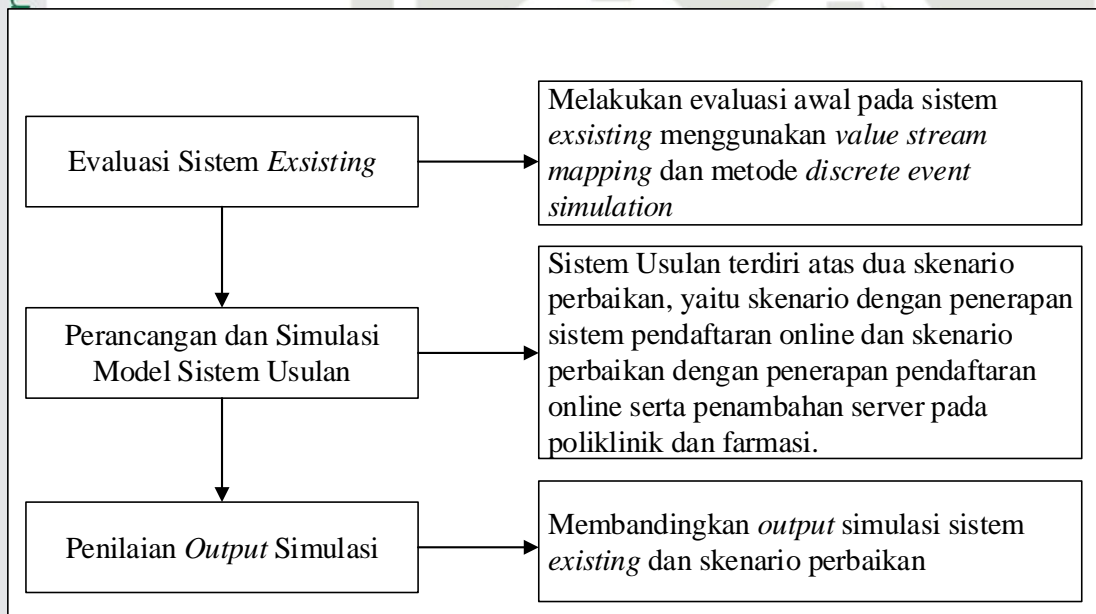 Evaluasi Sistem Exsisting
Melakukan evaluasi awal pada sistem
exsisting menggunakan value stream
mapping dan metode discrete event
simulation
Perancangan dan Simulasi
Model Sistem Usulan
Sistem Usulan terdiri atas dua skenario
perbaikan, yaitu skenario dengan penerapan
sistem pendaftaran online dan skenario
perbaikan dengan penerapan pendaftaran
online serta penambahan server pada
poliklinik dan farmasi.
Penilaian Output Simulasi
Membandingkan output simulasi sistem
existing dan skenario perbaikan